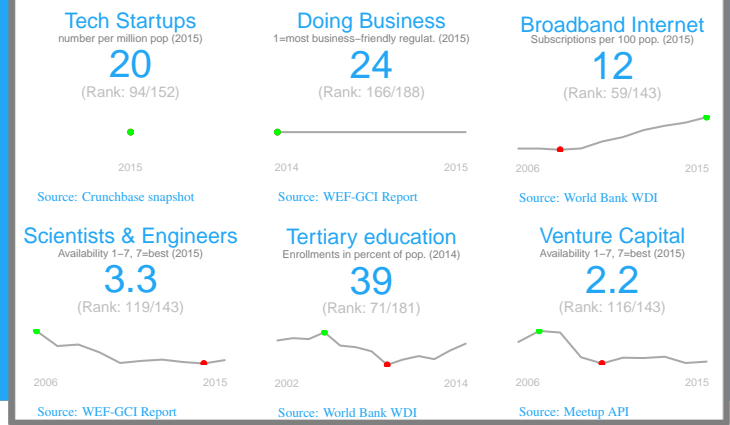 Tech Startups
number per million pop (2015)
20
(Rank: 94/152)
2015
Source: Crunchbase snapshot
Doing Business
1=most business−friendly regulat. (2015)
24
(Rank: 166/188)
2014 2015
Source: WEF-GCI Report
Broadband Internet
Subscriptions per 100 pop. (2015)
12
(Rank: 59/143)
2006 2015
Source: World Bank WDI
Scientists & Engineers
Availability 1−7, 7=best (2015)
3.3
(Rank: 119/143)
2006 2015
Source: WEF-GCI Report
Tertiary education
Enrollments in percent of pop. (2014)
39
(Rank: 71/181)
2002 2014
Source: World Bank WDI
Venture Capital
Availability 1−7, 7=best (2015)
2.2
(Rank: 116/143)
2006 2015
Source: Meetup API